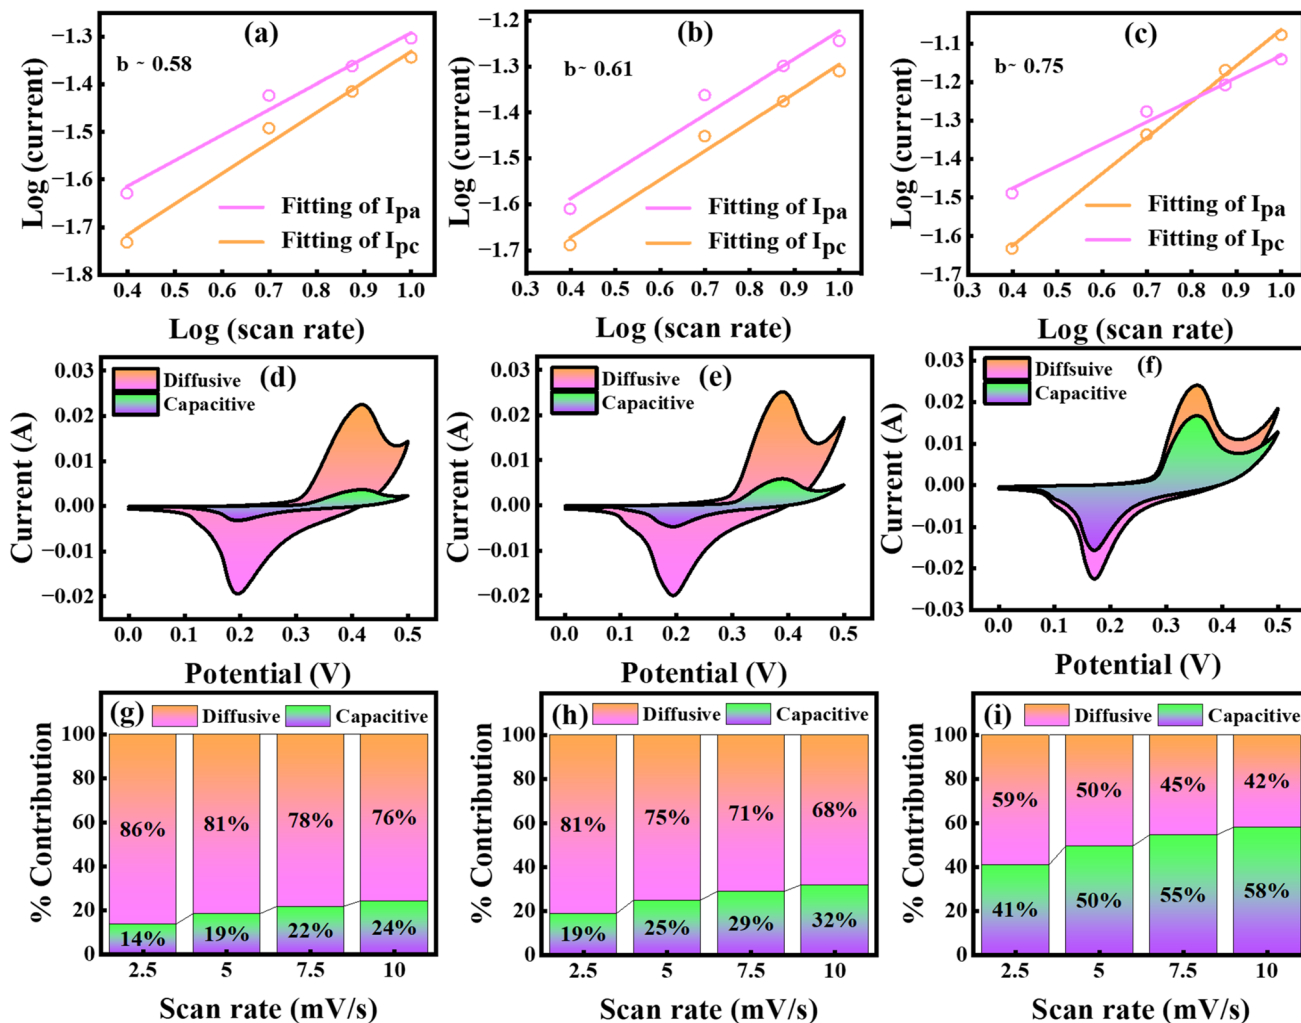 (a)
b ~ 0.58
Log (current)
−1.3
−1.4
−1.5
−1.6
−1.7
−1.8
Fitting of Ipa
Fitting of Ipc
0.4 0.5 0.6 0.7 0.8 0.9 1.0
Log (scan rate)
(b)
b ~ 0.61
Log (current)
−1.2
−1.3
−1.4
−1.5
−1.6
−1.7
Fitting of Ipa
Fitting of Ipc
0.3 0.4 0.5 0.6 0.7 0.8 0.9 1.0
Log (scan rate)
(c)
b~ 0.75
Log (current)
−1.1
−1.2
−1.3
−1.4
−1.5
−1.6
−1.7
Fitting of Ipa
Fitting of Ipc
0.3 0.4 0.5 0.6 0.7 0.8 0.9 1.0
Log (scan rate)
(d)
Diffusive
Capacitive
Current (A)
0.03
0.02
0.01
0.00
−0.01
−0.02
0.0 0.1 0.2 0.3 0.4 0.5
Potential (V)
(e)
Diffusive
Capacitive
Current (A)
0.03
0.02
0.01
0.00
−0.01
−0.02
0.0 0.1 0.2 0.3 0.4 0.5
Potential (V)
(f)
Diffsuive
Capacitive
Current (A)
0.03
0.02
0.01
0.00
−0.01
−0.02
−0.03
0.0 0.1 0.2 0.3 0.4 0.5
Potential (V)
(g)
Diffusive Capacitive
% Contribution
100
80
60
40
20
0
86% 81% 78% 76%
14% 19% 22% 24%
2.5 5 7.5 10
Scan rate (mV/s)
(h)
Diffusive Capacitive
% Contribution
100
80
60
40
20
0
81% 75% 71% 68%
19% 25% 29% 32%
2.5 5 7.5 10
Scan rate (mV/s)
(i)
Diffusive Capacitive
% Contribution
100
80
60
40
20
0
59% 50% 45% 42%
41% 50% 55% 58%
2.5 5 7.5 10
Scan rate (mV/s)